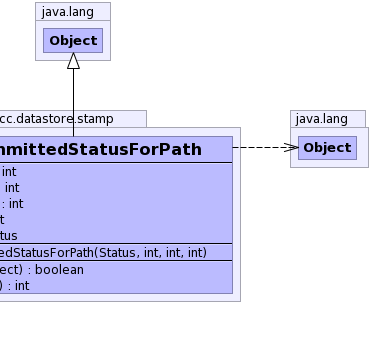 java.lang
Object
cc.datastore.stamp
mmittedStatusForPath
int
int
: int
t
tus
edStatusForPath(Status, int, int, int)
ect) : boolean
) : int
java.lang
Object